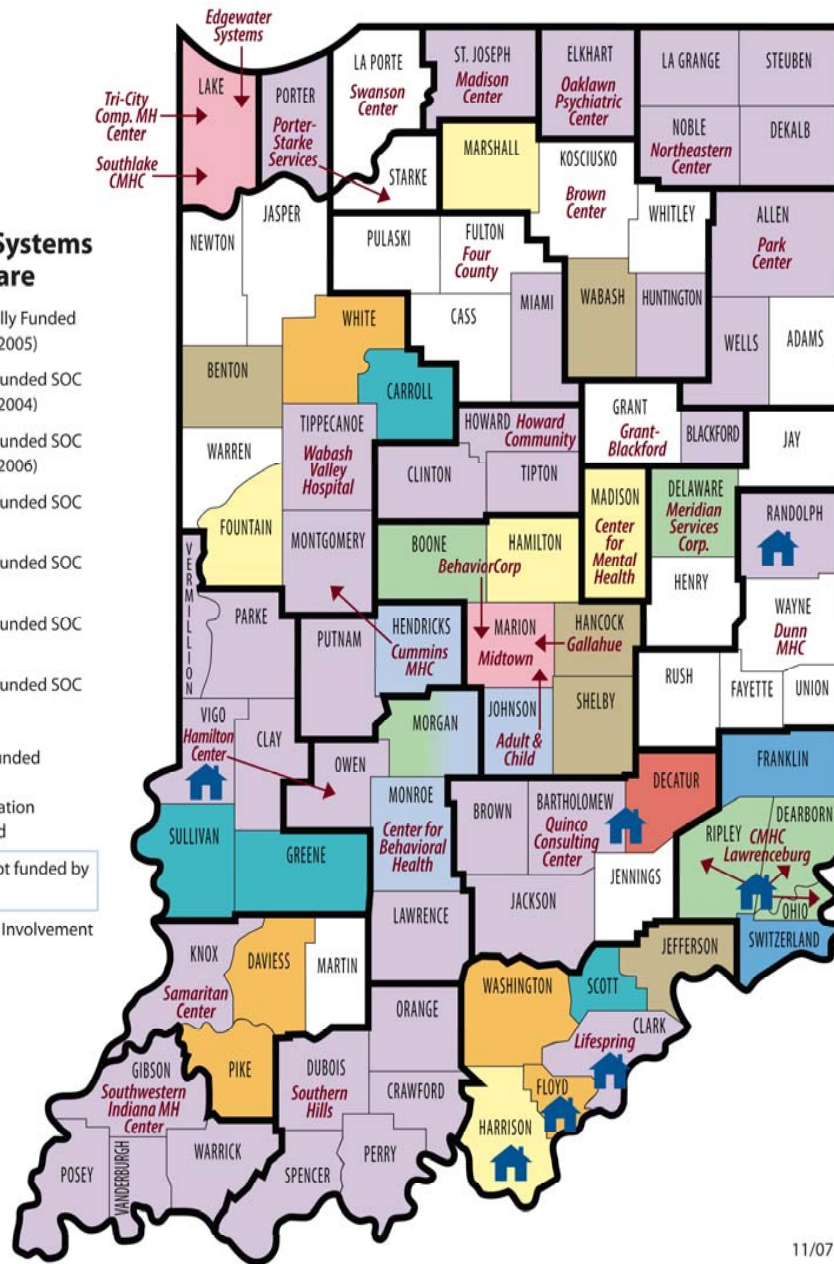 Edgewater
Systems
LAKE
Tri-City
Comp. MH
Center
Southlake
CMHC
PORTER
Porter-
Starke
Services
LA PORTE
Swanson
Center
ST. JOSEPH
Madison
Center
ELKHART
Oaklawn
Psychiatric
Center
LA GRANGE
STEUBEN
NOBLE
Northeastern
Center
DEKALB
STARKE
MARSHALL
KOSCIUSKO
Brown
Center
WHITLEY
ALLEN
Park
Center
NEWTON
JASPER
PULASKI
FULTON
Four
County
CASS
MIAMI
WABASH
HUNTINGTON
WELLS
ADAMS
Systems
are
lly Funded
2005)
unded SOC
2004)
unded SOC
2006)
unded SOC
unded SOC
unded SOC
unded SOC
unded
ation
d
ot funded by
Involvement
BENTON
WHITE
CARROLL
WARREN
TIPPECANOE
Wabash
Valley
Hospital
HOWARD Howard
Community
CLINTON
TIPTON
GRANT
Grant-
Blackford
BLACKFORD
JAY
FOUNTAIN
MONTGOMERY
BOONE
HAMILTON
BehaviorCorp
MADISON
Center
for
Mental
Health
DELAWARE
Meridian
Services
Corp.
RANDOLPH
HENRY
VERMILLION
PARKE
PUTNAM
HENDRICKS
Cummins
MHC
MARION
Midtown
HANCOCK
Gallahue
WAYNE
Dunn
MHC
RUSH
FAYETTE
UNION
VIGO
Hamilton
Center
CLAY
OWEN
MORGAN
JOHNSON
Adult &
Child
SHELBY
FRANKLIN
SULLIVAN
GREENE
MONROE
Center for
Behavioral
Health
BROWN
BARTHOLOMEW
Quinco
Consulting
Center
DECATUR
RIPLEY
DEARBORN
CMHC
Lawrenceburg
OHIO
JENNINGS
SWITZERLAND
LAWRENCE
JACKSON
JEFFERSON
KNOX
Samaritan
Center
DAVIESS
MARTIN
WASHINGTON
SCOTT
ORANGE
CLARK
Lifespring
GIBSON
Southwestern
Indiana MH
Center
PIKE
DUBOIS
Southern
Hills
CRAWFORD
FLOYD
HARRISON
POSEY
VANDERBURGH
WARRICK
SPENCER
PERRY
11/07